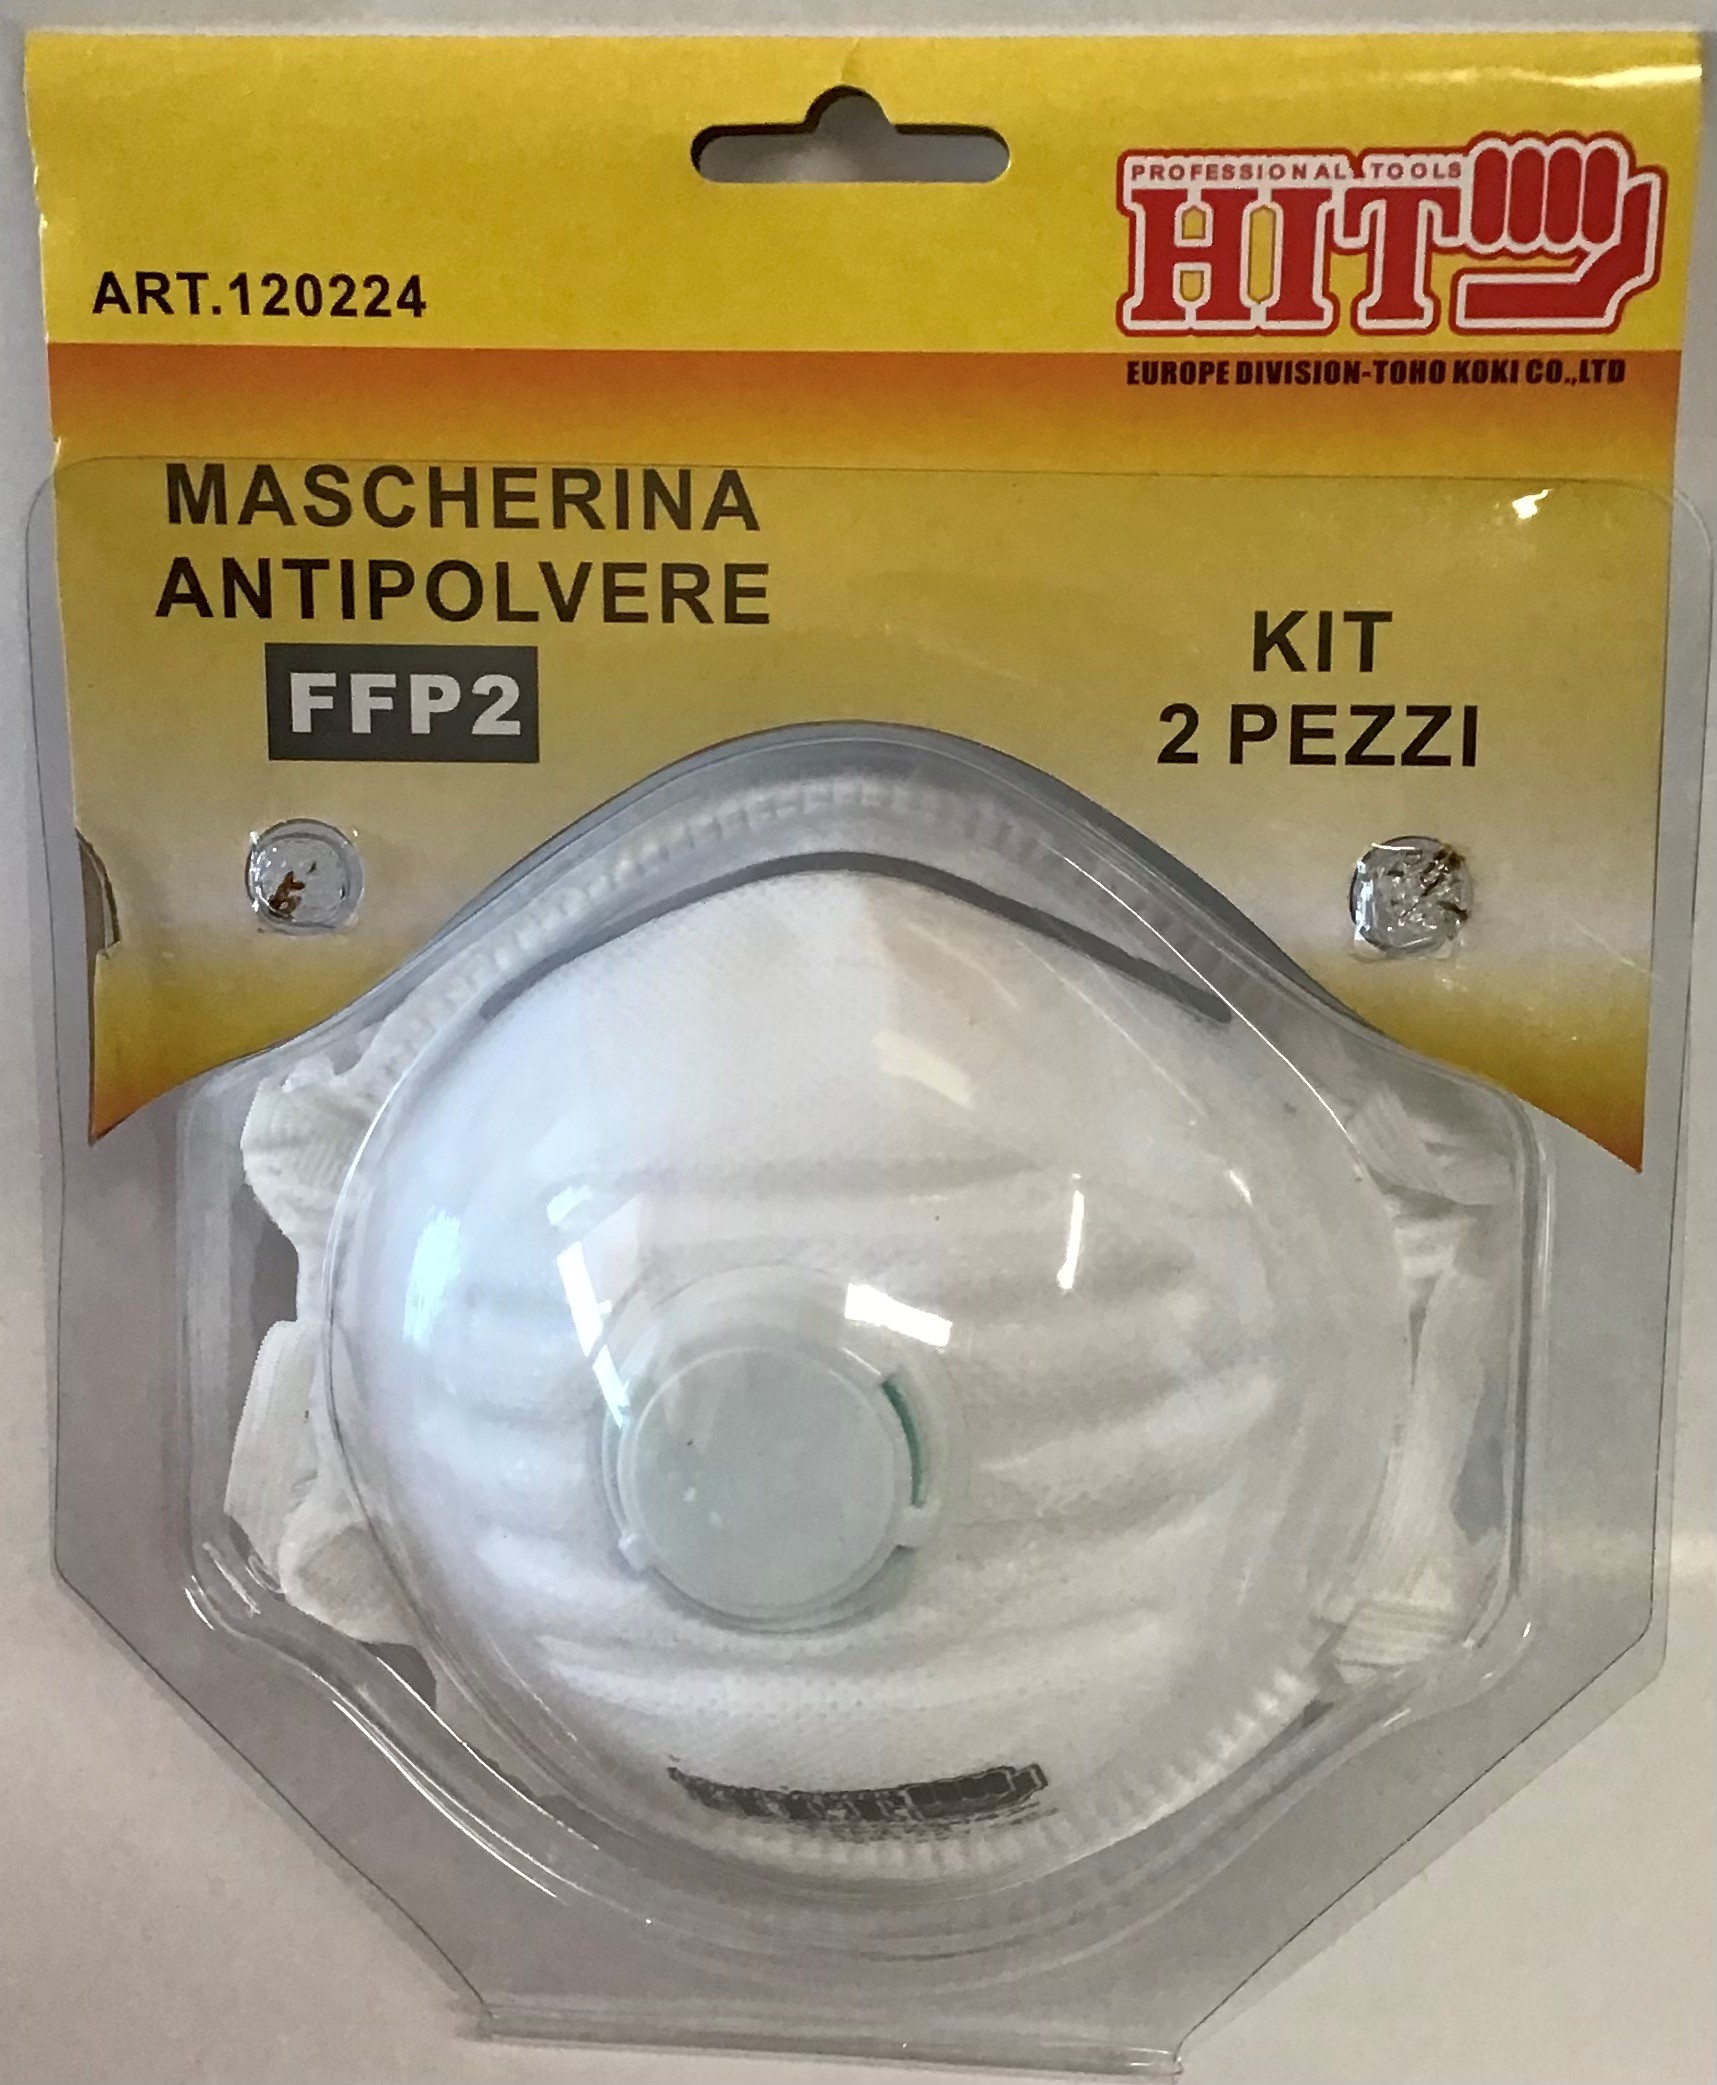 PROFESSIONAL TOOLS
HIT
ART.120224
EUROPE DIVISION-TOHO KOKI CO.,LTD
MASCHERINA
ANTIPOLVERE
FFP2
KIT
2 PEZZI